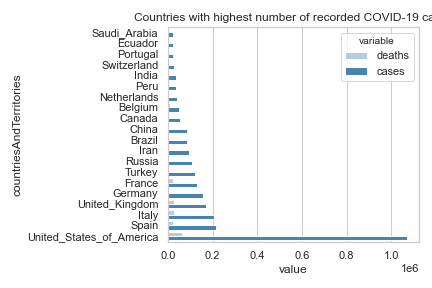 Countries with highest number of recorded COVID-19 ca
variable
deaths
cases
countriesAndTerritories
Saudi_Arabia
Ecuador
Portugal
Switzerland
India
Peru
Netherlands
Belgium
Canada
China
Brazil
Iran
Russia
Turkey
France
Germany
United_Kingdom
Italy
Spain
United_States_of_America
0.0 0.2 0.4 0.6 0.8 1.0
1e6
value